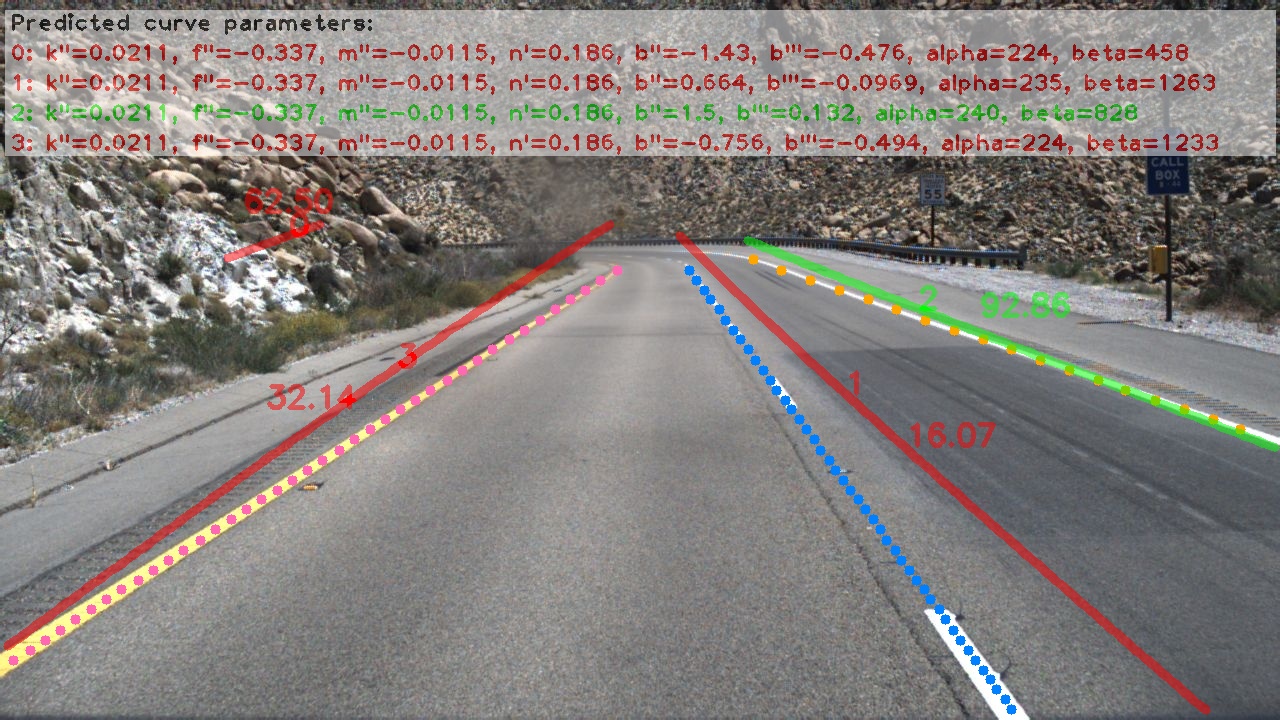 Predicted curve parameters:
0: k''=0.0211, f''=-0.337, m''=-0.0115, n'=0.186, b''=-1.43, b'''=-0.476, alpha=224, beta=458
1: k''=0.0211, f''=-0.337, m''=-0.0115, n'=0.186, b''=0.664, b'''=-0.0969, alpha=235, beta=1263
2: k''=0.0211, f''=-0.337, m''=-0.0115, n'=0.186, b''=1.5, b'''=0.132, alpha=240, beta=828
3: k''=0.0211, f''=-0.337, m''=-0.0115, n'=0.186, b''=-0.756, b'''=-0.494, alpha=224, beta=1233
CALL
BOX
55
62.50
0
2
92.86
3
32.14
1
16.07